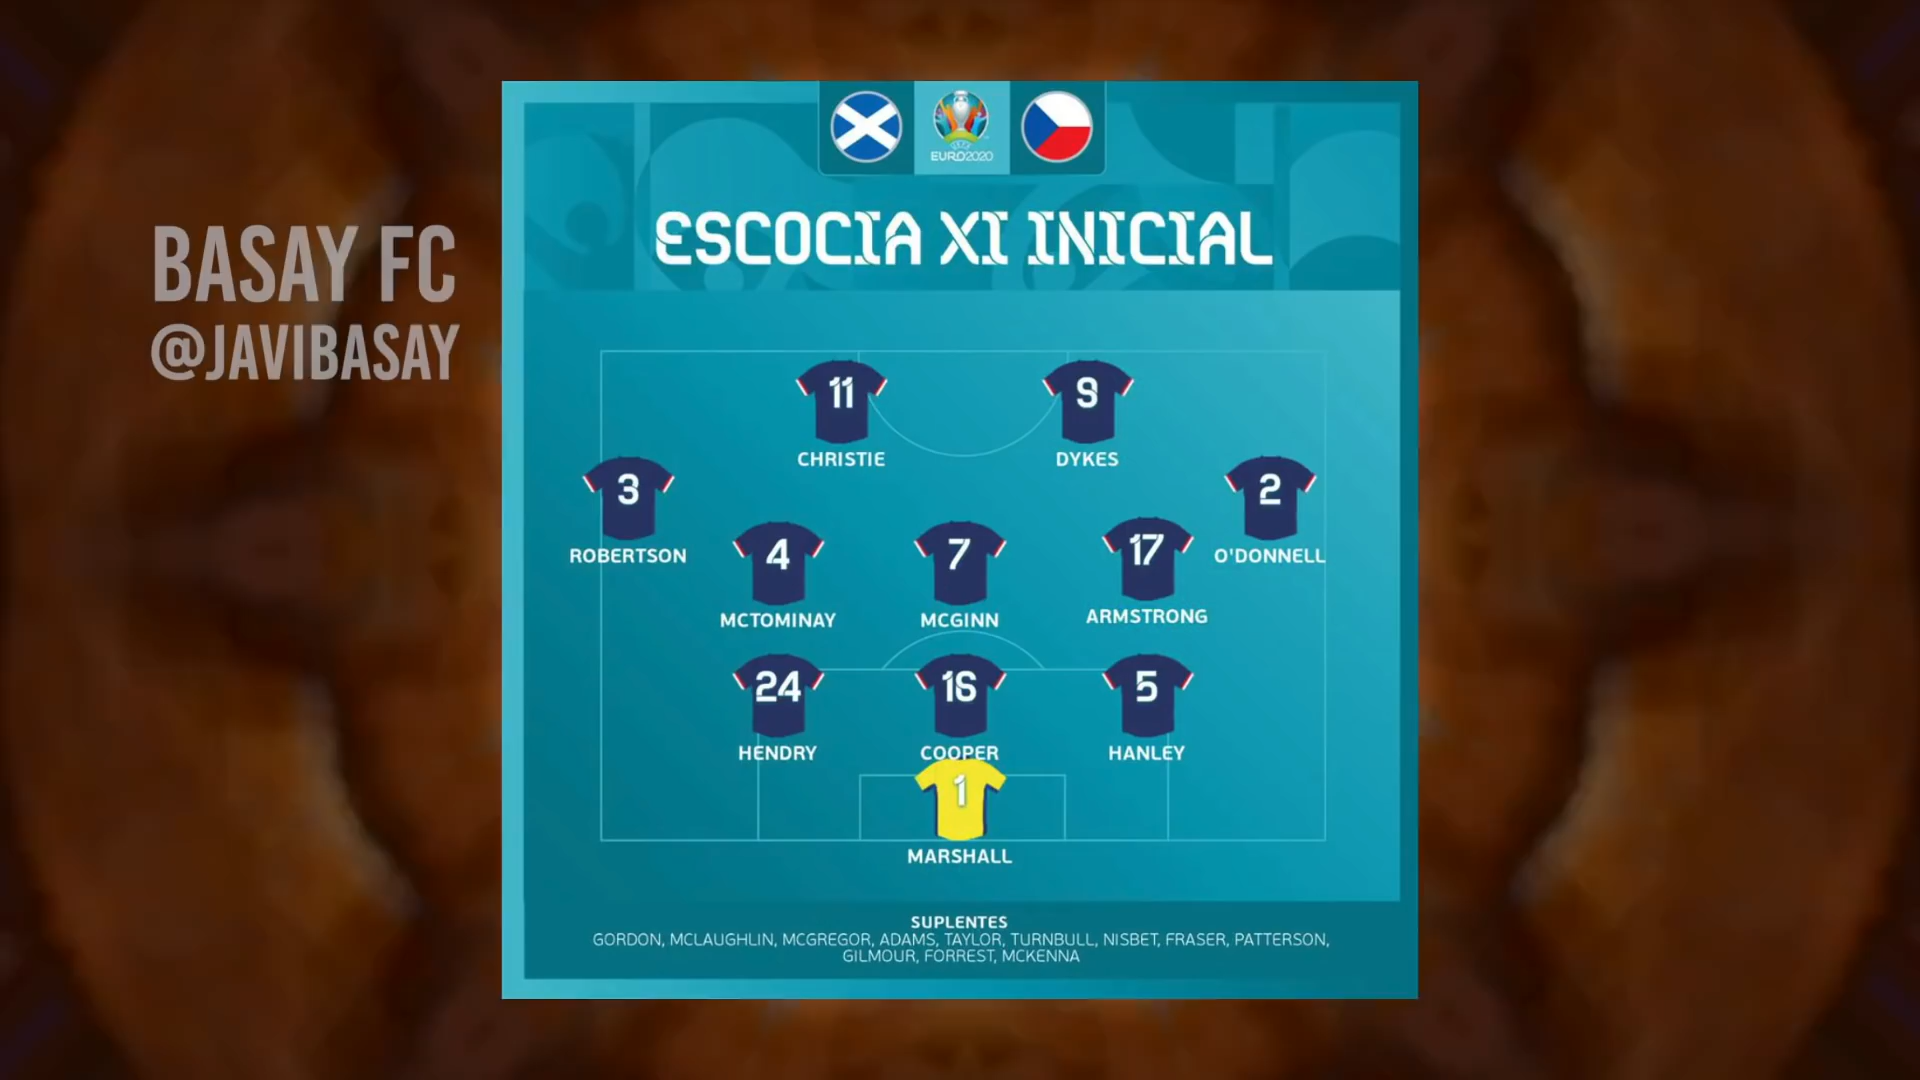 BASAY FC
@JAVIBASAY
EURO2020
ESCOCIA XI INICIAL
11
CHRISTIE
9
DYKES
3
ROBERTSON
2
O'DONNELL
4
MCTOMINAY
7
MCGINN
17
ARMSTRONG
24
HENDRY
16
COOPER
5
HANLEY
1
MARSHALL
SUPLENTES
GORDON, MCLAUGHLIN, MCGREGOR, ADAMS, TAYLOR, TURNBULL, NISBET, FRASER, PATTERSON,
GILMOUR, FORREST, MCKENNA